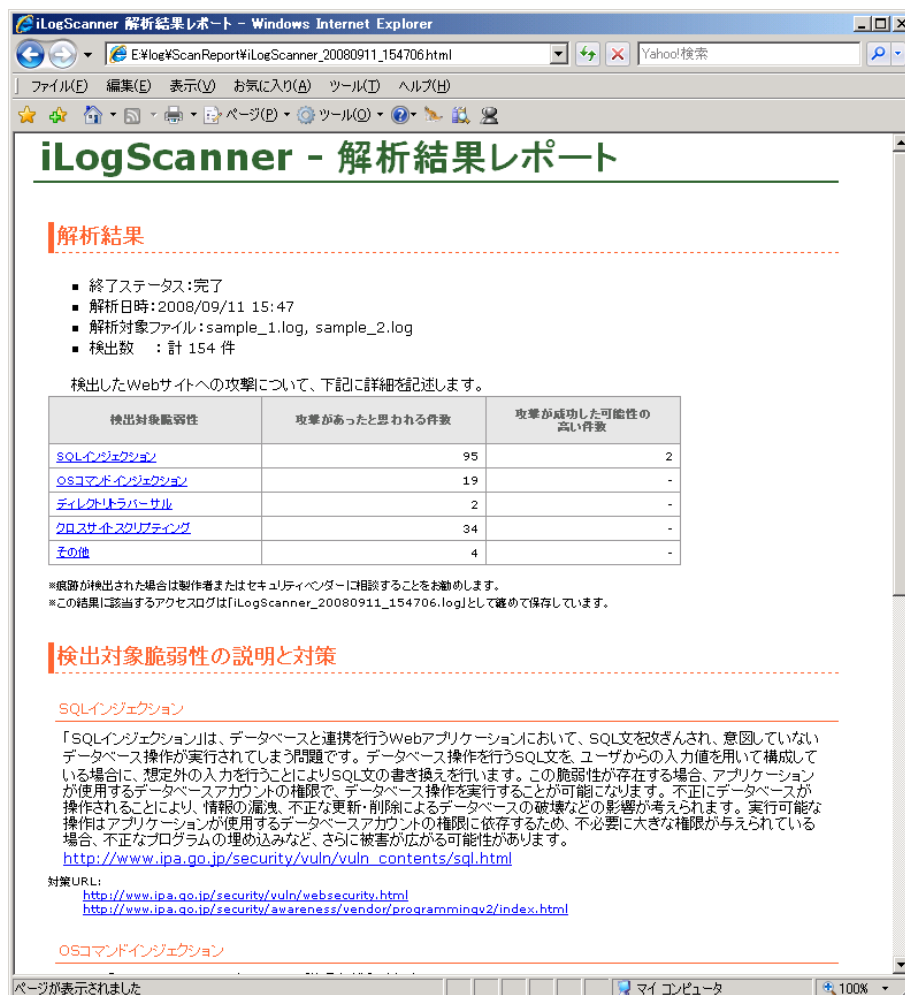 iLogScanner 解析結果レポート - Windows Internet Explorer
E:¥log¥ScanReport¥iLogScanner_20080911_154706.html
Yahoo!検索
ファイル(F) 編集(E) 表示(V) お気に入り(A) ツール(T) ヘルプ(H)
ページ(P) ツール(O)
iLogScanner - 解析結果レポート
解析結果
■ 終了ステータス:完了
■ 解析日時:2008/09/11 15:47
■ 解析対象ファイル:sample_1.log, sample_2.log
■ 検出数 :計 154 件
検出したWebサイトへの攻撃について、下記に詳細を記述します。
検出対象脆弱性 攻撃があったと思われる件数 攻撃が成功した可能性の
高い件数
SQLインジェクション 95 2
OSコマンドインジェクション 19 -
ディレクトリトラバーサル 2 -
クロスサイトスクリプティング 34 -
その他 4 -
※痕跡が検出された場合は製作者またはセキュリティベンダーに相談することをお勧めします。
※この結果に該当するアクセスログは「iLogScanner_20080911_154706.log」として纏めて保存しています。
検出対象脆弱性の説明と対策
SQLインジェクション
「SQLインジェクション」は、データベースと連携を行うWebアプリケーションにおいて、SQL文を改ざんされ、意図していない
データベース操作が実行されてしまう問題です。データベース操作を行うSQL文を、ユーザからの入力値を用いて構成して
いる場合に、想定外の入力を行うことによりSQL文の書き換えを行います。この脆弱性が存在する場合、アプリケーション
が使用するデータベースアカウントの権限で、データベース操作を実行することが可能になります。不正にデータベースが
操作されることにより、情報の漏洩、不正な更新・削除によるデータベースの破壊などの影響が考えられます。実行可能な
操作はアプリケーションが使用するデータベースアカウントの権限に依存するため、不必要に大きな権限が与えられている
場合、不正なプログラムの埋め込みなど、さらに被害が広がる可能性があります。
http://www.ipa.go.jp/security/vuln/vuln_contents/sql.html
対策URL:
http://www.ipa.go.jp/security/vuln/websecurity.html
http://www.ipa.go.jp/security/awareness/vendor/programmingv2/index.html
OSコマンドインジェクション
ページが表示されました マイ コンピュータ 100%